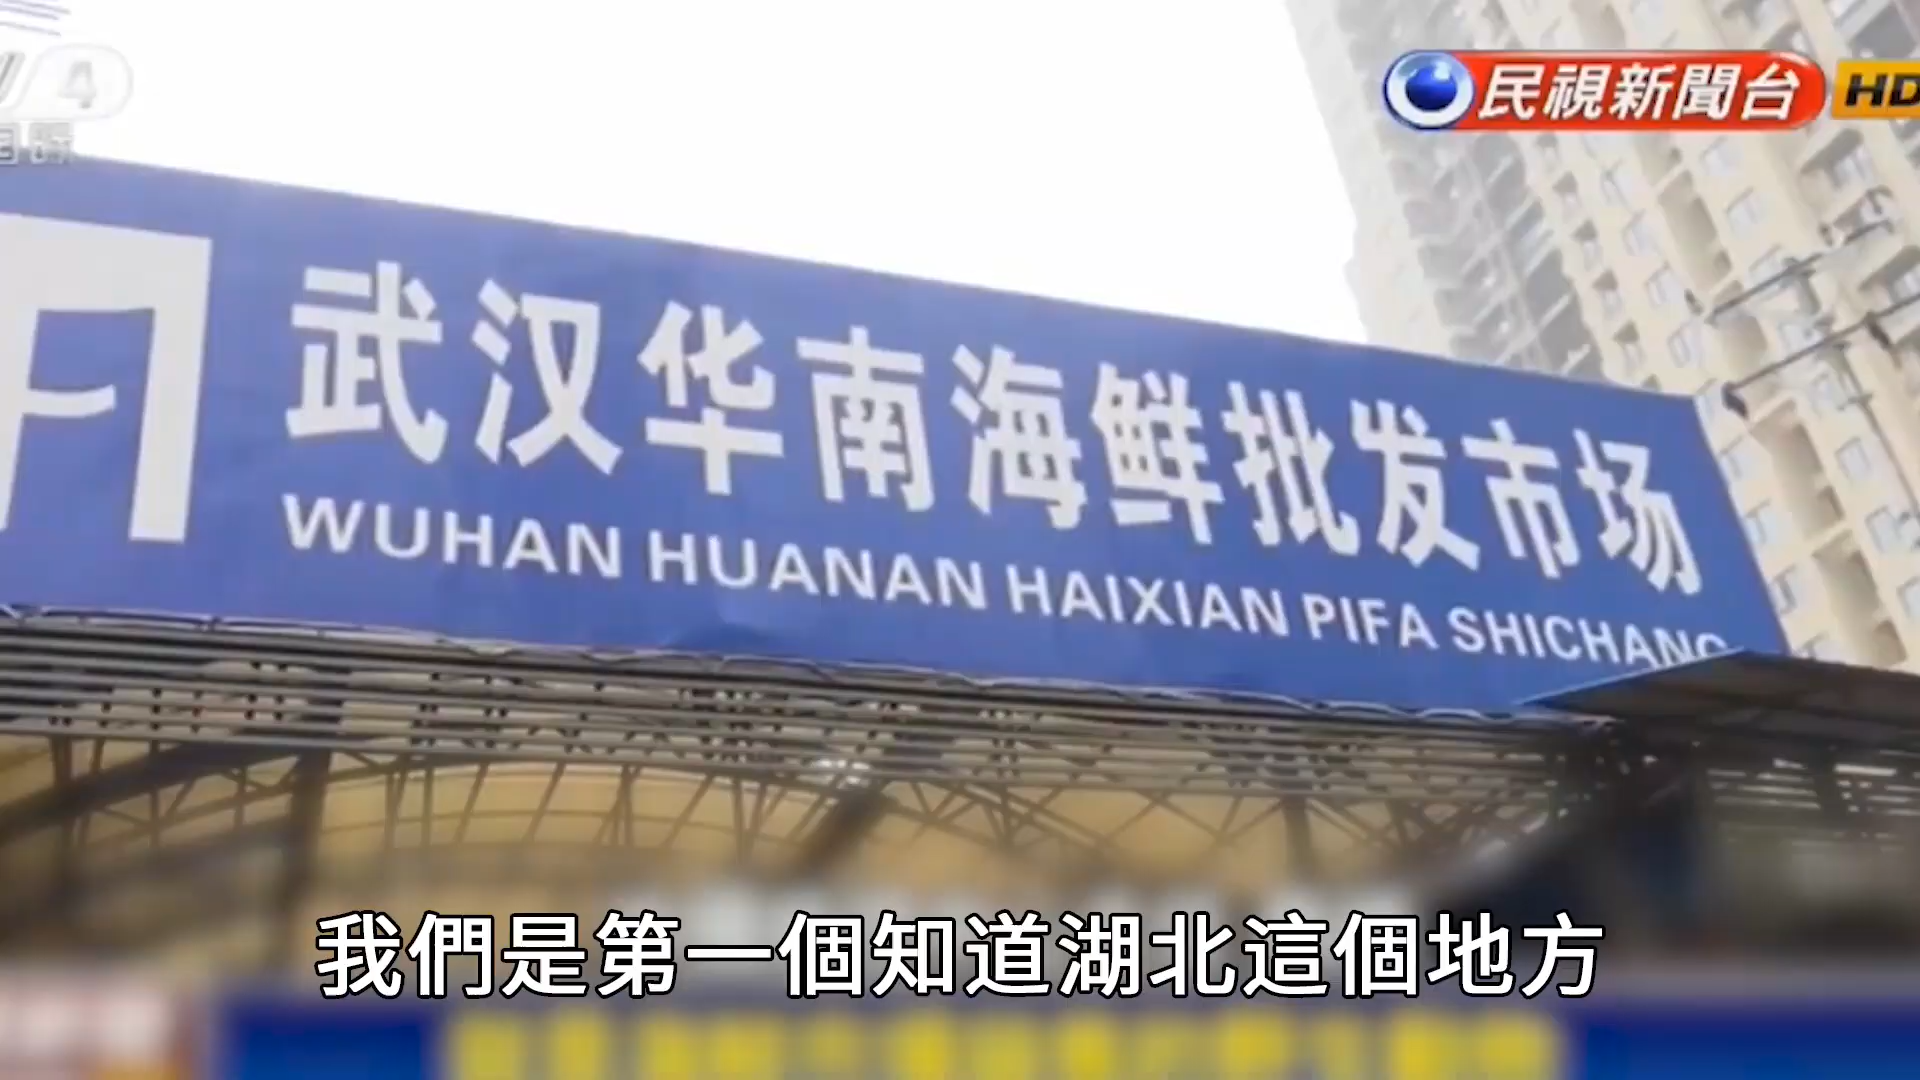 4
民視新聞台 HD
武汉华南海鲜批发市场
WUHAN HUANAN HAIXIAN PIFA SHICHANG
我們是第一個知道湖北這個地方